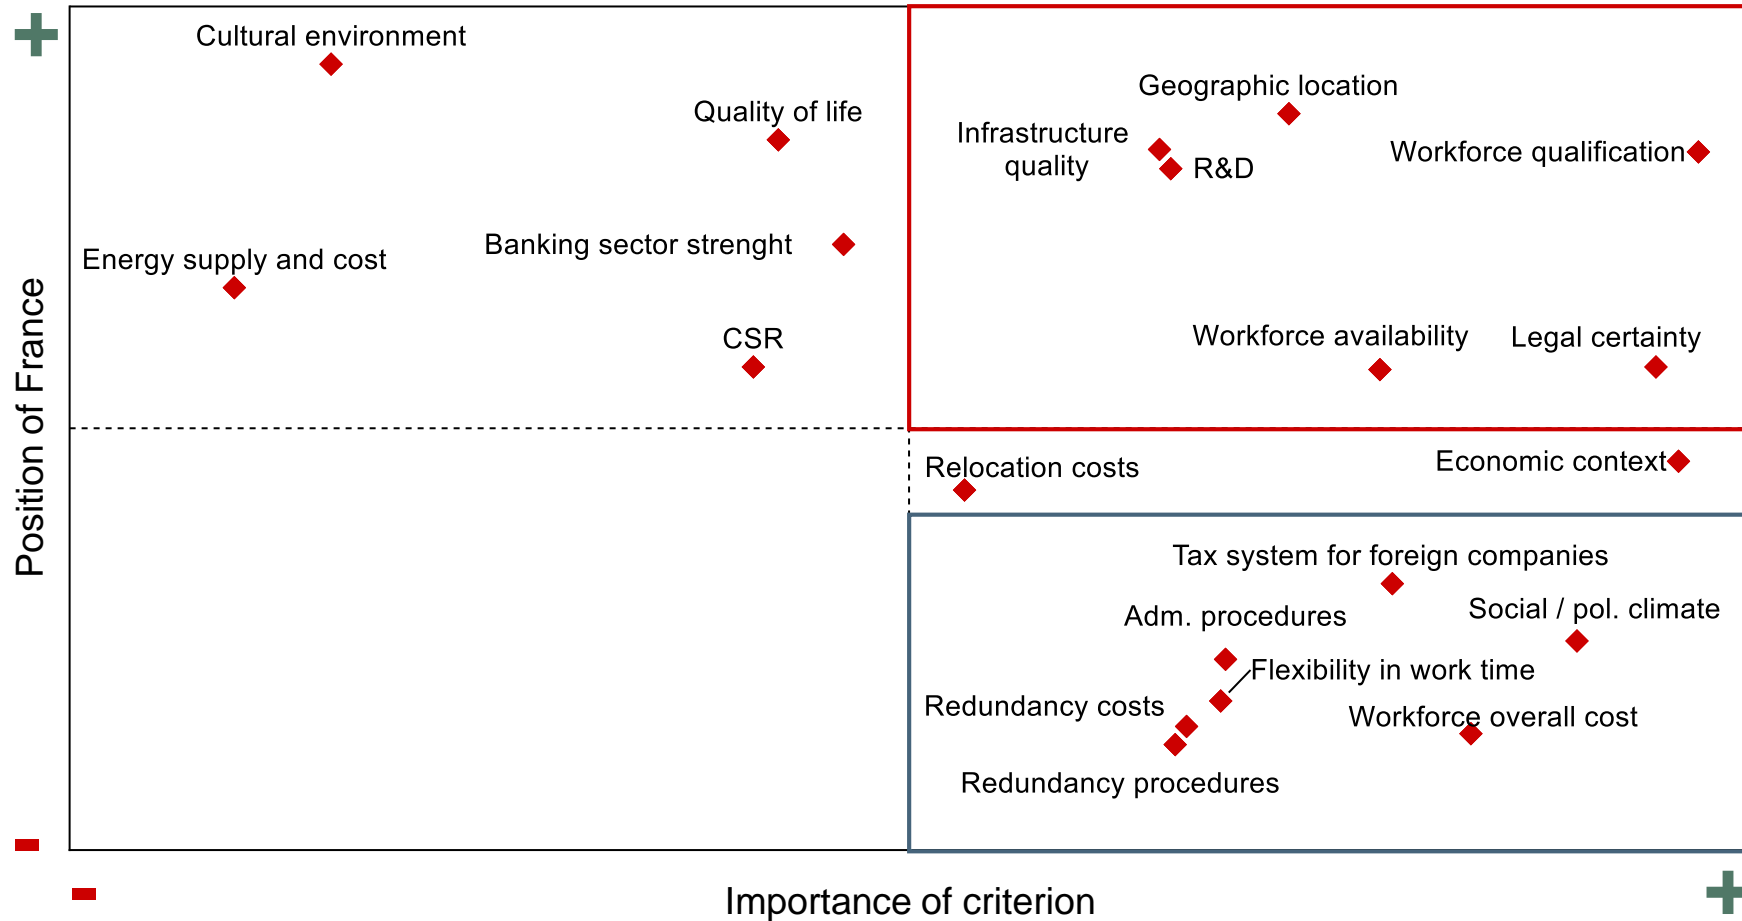 Cultural environment
Quality of life
Geographic location
Infrastructure
quality
R&D
Workforce qualification
Banking sector strenght
Energy supply and cost
CSR
Workforce availability
Legal certainty
Position of France
Relocation costs
Economic context
Tax system for foreign companies
Social / pol. climate
Adm. procedures
Flexibility in work time
Redundancy costs
Workforce overall cost
Redundancy procedures
Importance of criterion